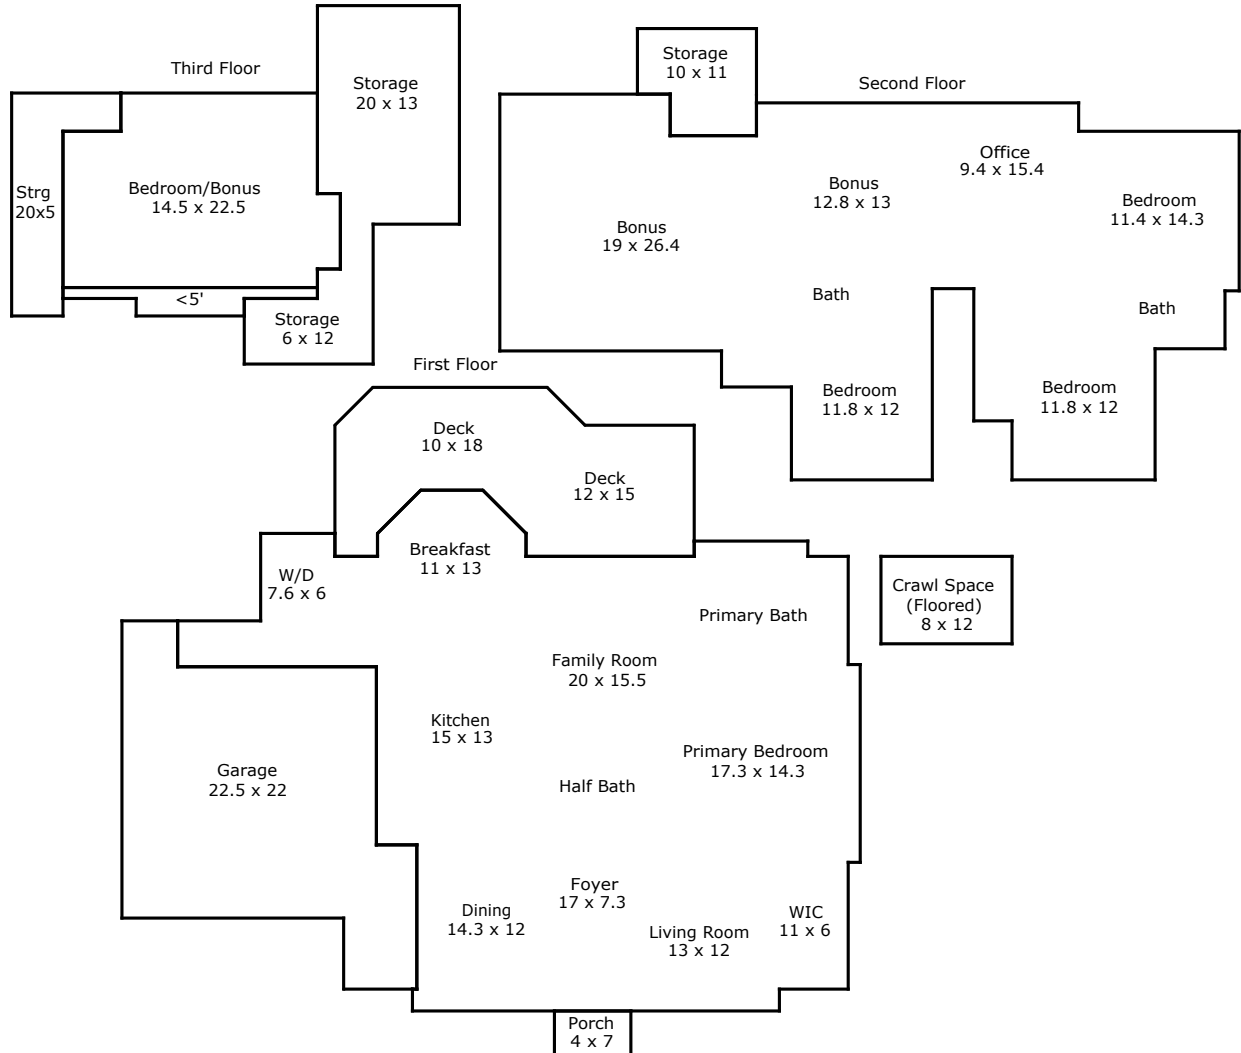 Third Floor
Storage
20 x 13
Strg
20x5
Bedroom/Bonus
14.5 x 22.5
<5'
Storage
6 x 12
Second Floor
Storage
10 x 11
Bonus
19 x 26.4
Bonus
12.8 x 13
Office
9.4 x 15.4
Bedroom
11.4 x 14.3
Bath
Bath
Bedroom
11.8 x 12
Bedroom
11.8 x 12
First Floor
Deck
10 x 18
Deck
12 x 15
Breakfast
11 x 13
W/D
7.6 x 6
Primary Bath
Crawl Space
(Floored)
8 x 12
Family Room
20 x 15.5
Kitchen
15 x 13
Primary Bedroom
17.3 x 14.3
Garage
22.5 x 22
Half Bath
Foyer
17 x 7.3
Dining
14.3 x 12
Living Room
13 x 12
WIC
11 x 6
Porch
4 x 7